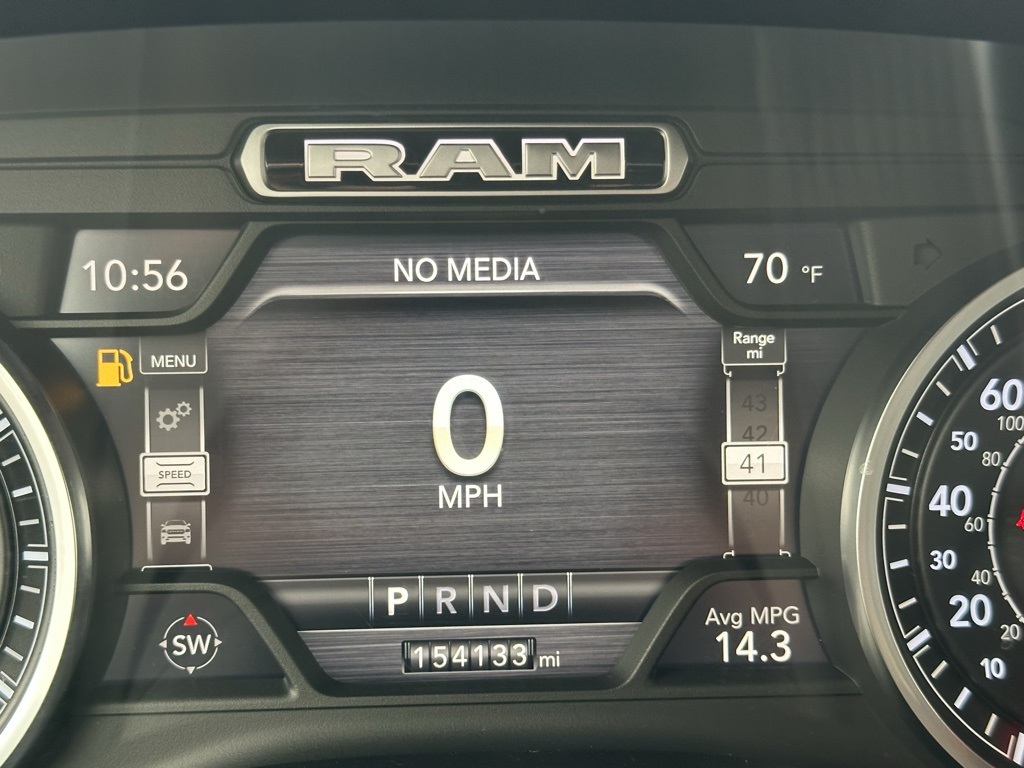 RAM
10:56
NO MEDIA
70 °F
MENU
Range
mi
43
42
41
40
SPEED
0
MPH
P R N D
SW
154133 mi
Avg MPG
14.3
60
50
40
30
20
10
100
80
60
40
20